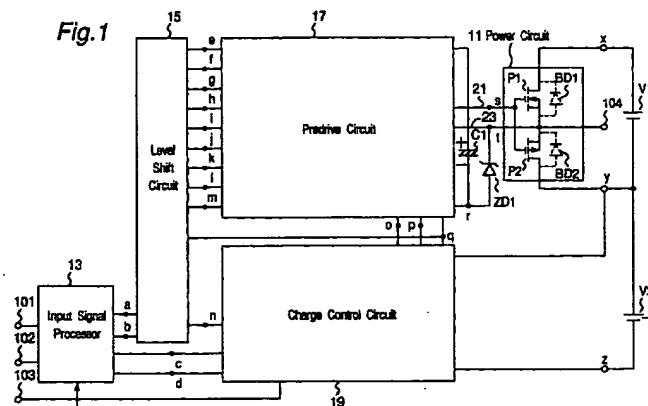 Fig.1
15
17
11 Power Circuit
x
e
f
g
h
i
j
k
l
m
P1
BD1
21
s
23
t
C1
104
V
Predrive Circuit
Level
Shift
Circuit
P2
BD2
ZD1
r
y
o
p
q
13
101
102
103
Input Signal
Processor
a
b
c
d
n
Charge Control Circuit
z
19